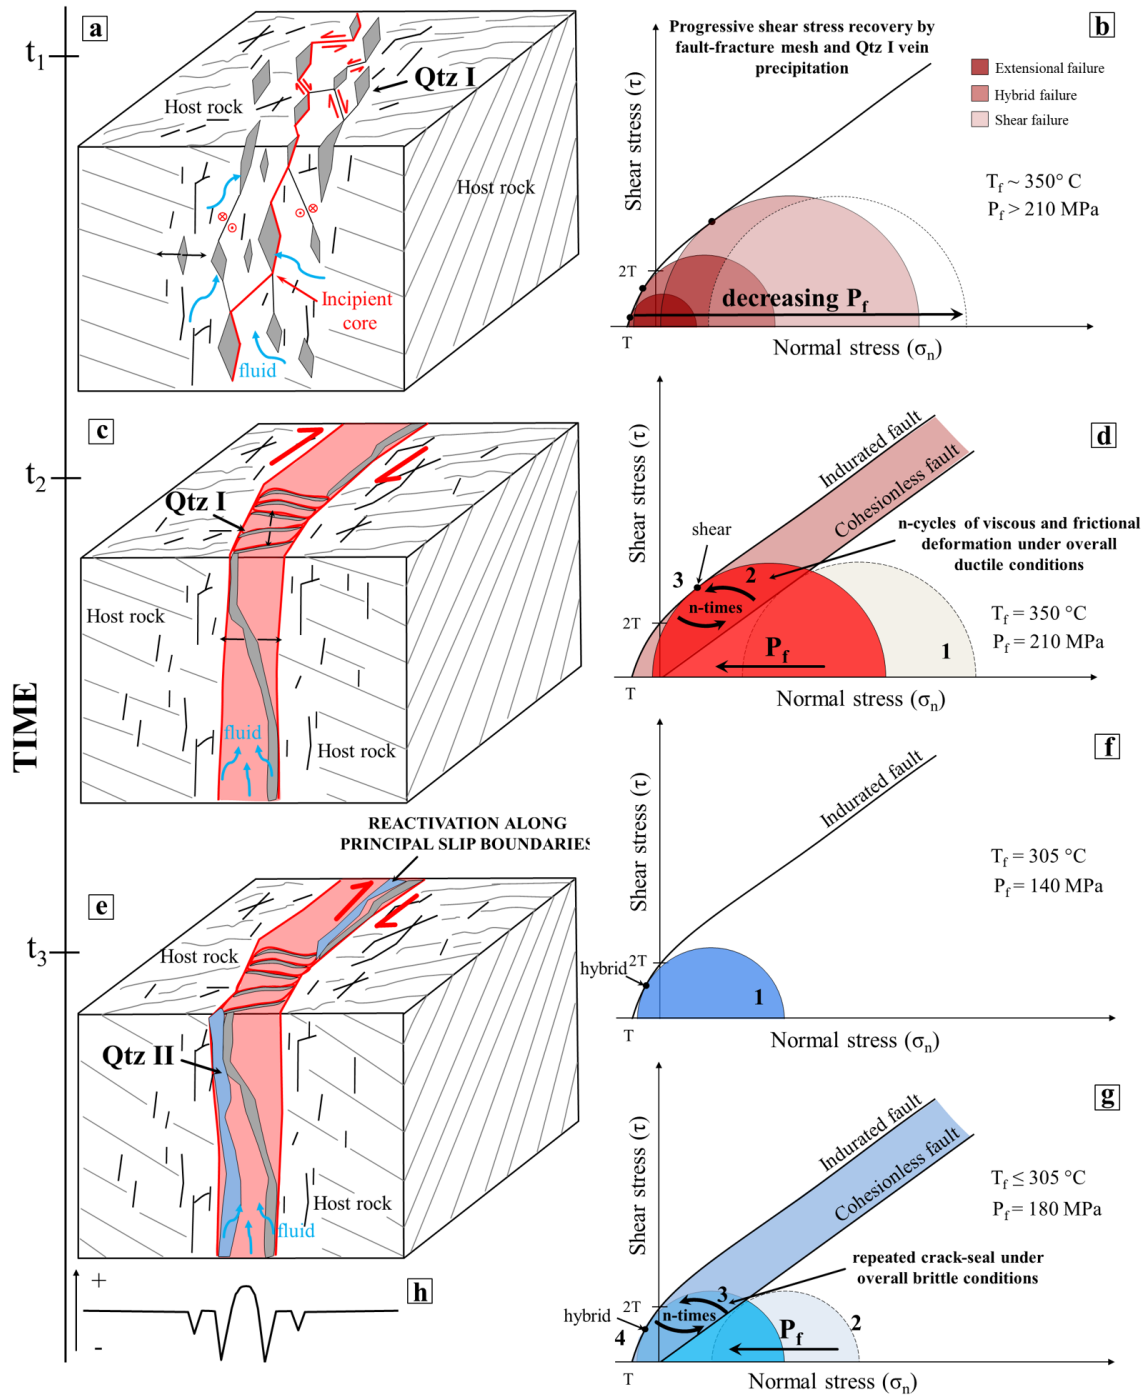 TIME
t1
a
Qtz I
Host rock
Host rock
Incipient
core
fluid
b
Progressive shear stress recovery by
fault-fracture mesh and Qtz I vein
precipitation
Extensional failure
Hybrid failure
Shear failure
Tf ~ 350° C
Pf > 210 MPa
Shear stress (τ)
2T
decreasing Pf
T
Normal stress (σn)
t2
c
Qtz I
Host rock
fluid
Host rock
d
Shear stress (τ)
Indurated fault
Cohesionless fault
n-cycles of viscous and frictional
deformation under overall
ductile conditions
shear
3
2
n-times
2T
Pf
1
Tf = 350 °C
Pf = 210 MPa
T
Normal stress (σn)
REACTIVATION ALONG
PRINCIPAL SLIP BOUNDARIES
t3
e
Host rock
Qtz II
Host rock
fluid
f
Shear stress (τ)
Indurated fault
Tf = 305 °C
Pf = 140 MPa
2T
hybrid
1
T
Normal stress (σn)
g
Shear stress (τ)
Indurated fault
Cohesionless fault
Tf ≤ 305 °C
Pf = 180 MPa
repeated crack-seal under
overall brittle conditions
2T
hybrid
3
n-times
4
Pf
2
T
Normal stress (σn)
h
+
-